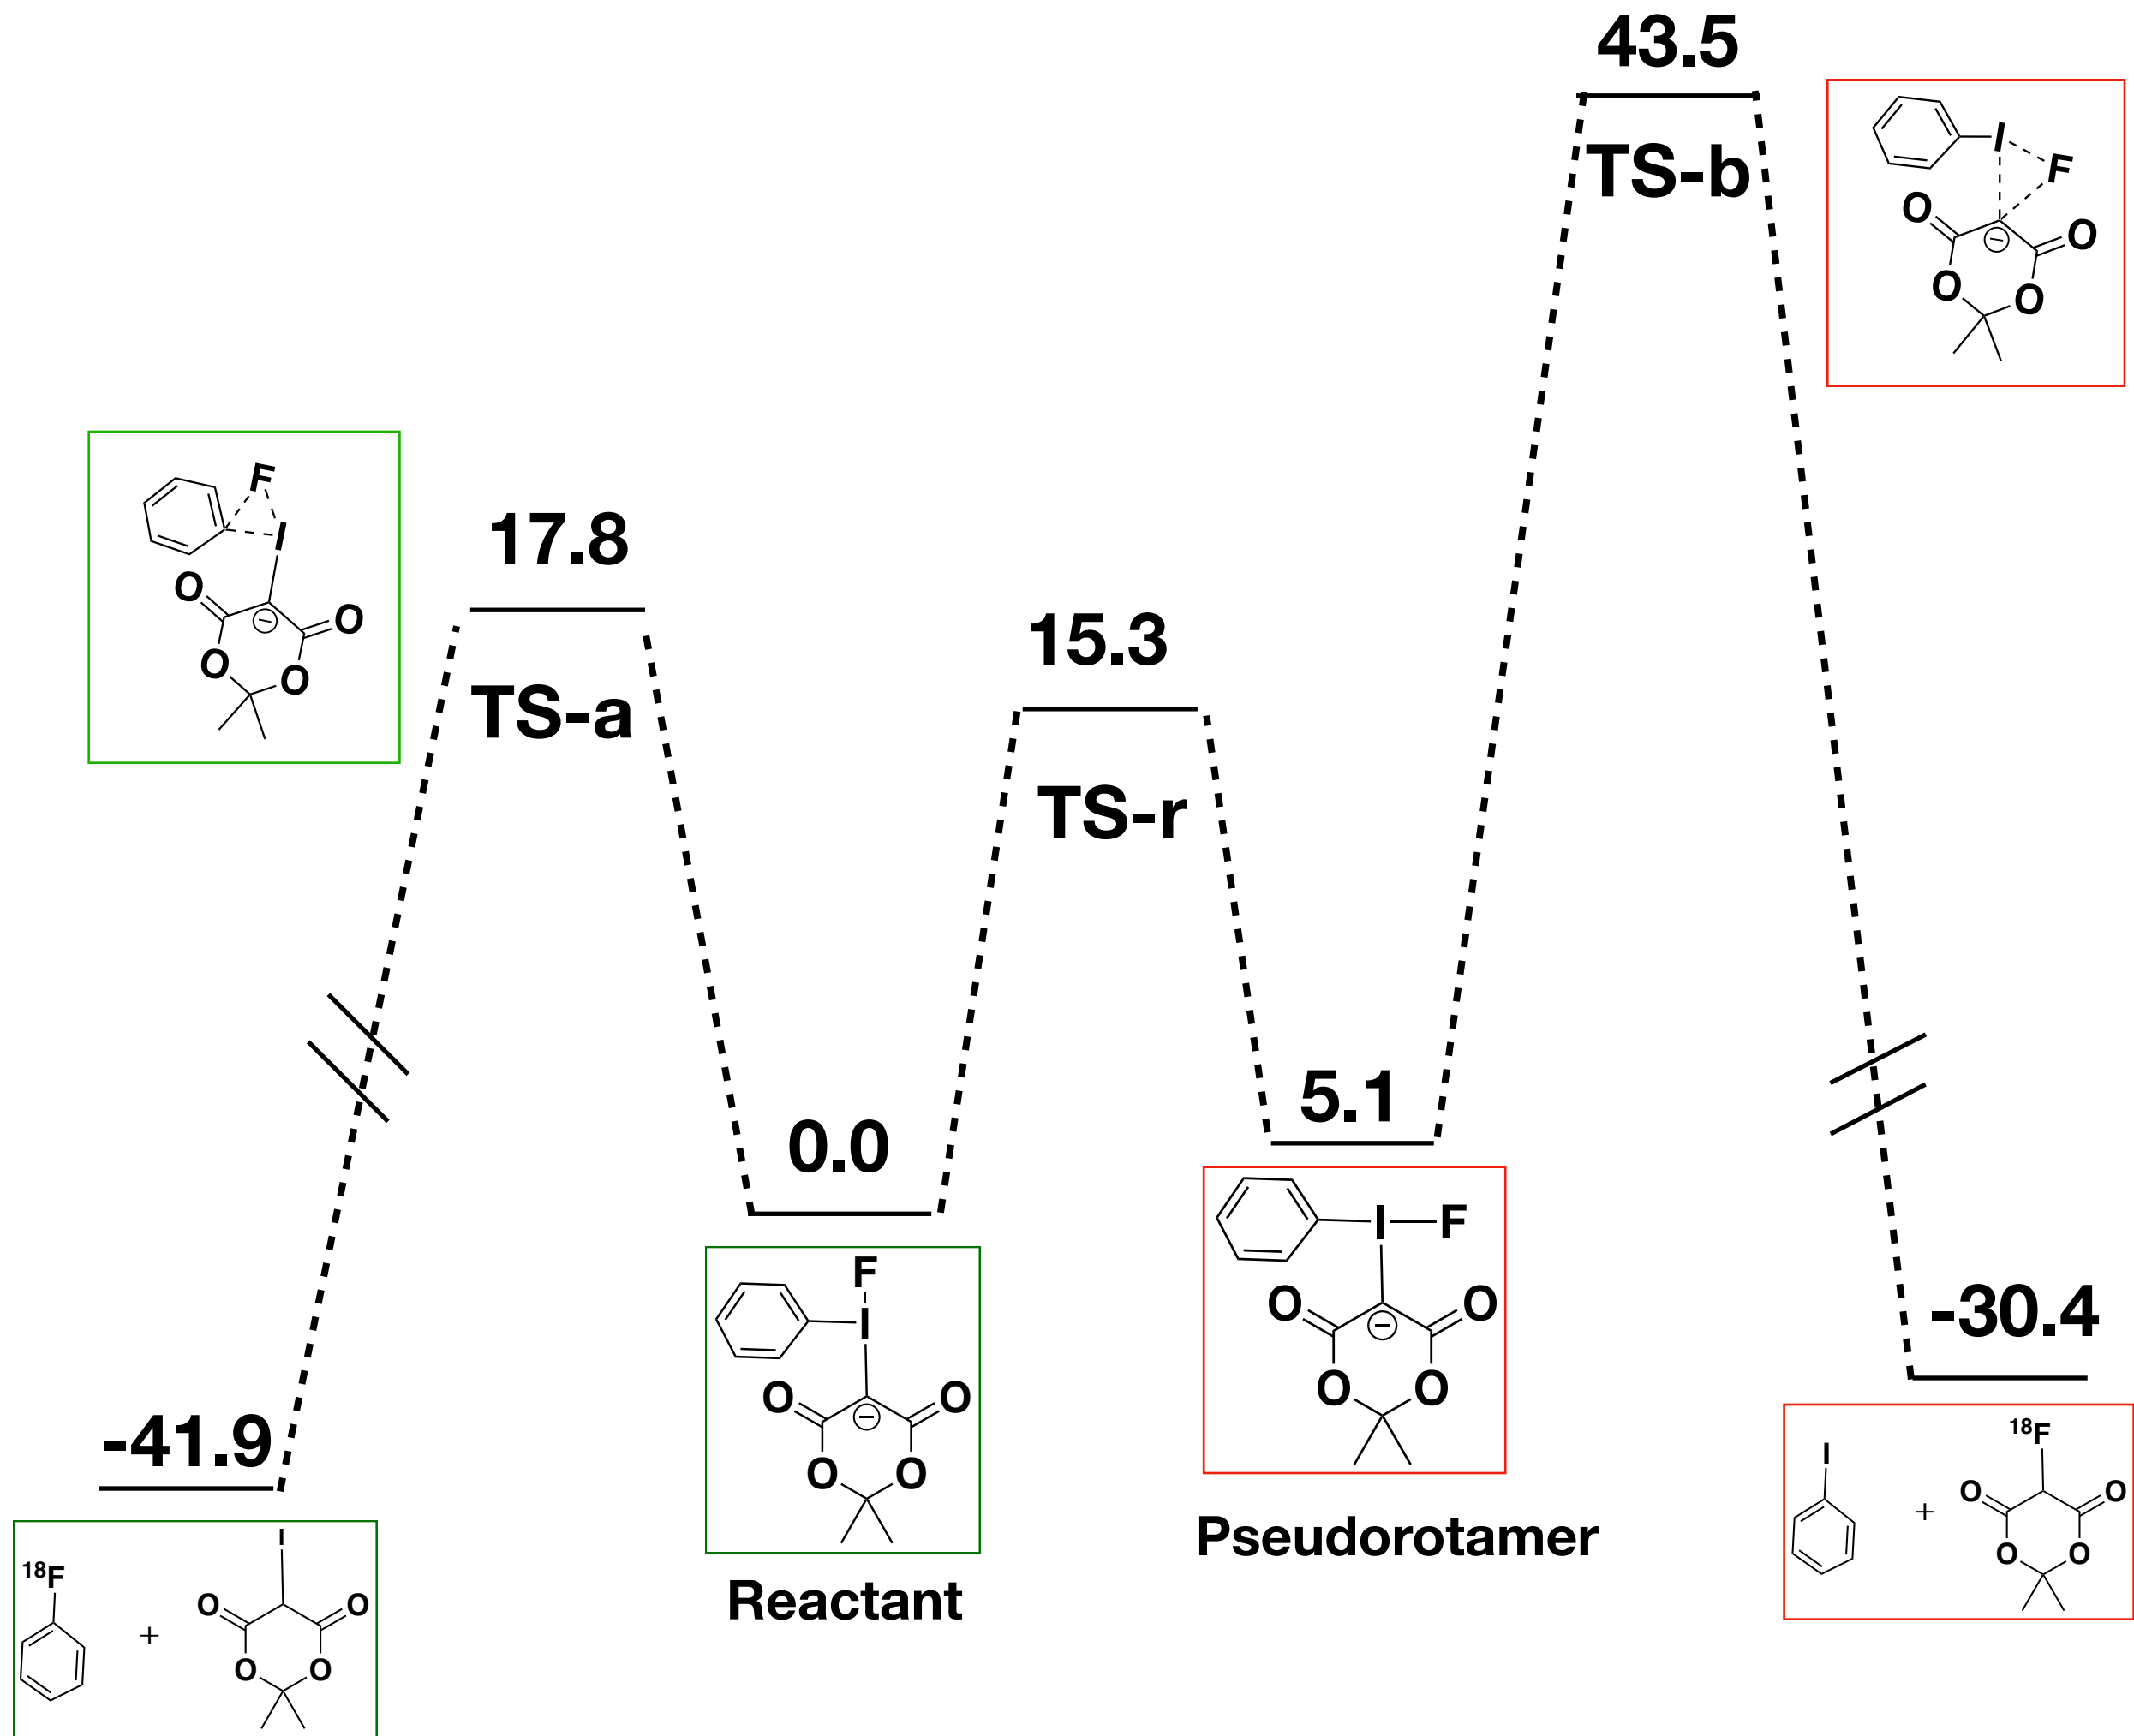 43.5
TS-b
I
F
O
O
O
O
17.8
TS-a
F
I
O
O
O
O
15.3
TS-r
5.1
I
F
O
O
O
O
Pseudorotamer
0.0
F
I
O
O
O
O
Reactant
-30.4
18F
I
O
O
+
O
O
-41.9
I
18F
O
O
+
O
O